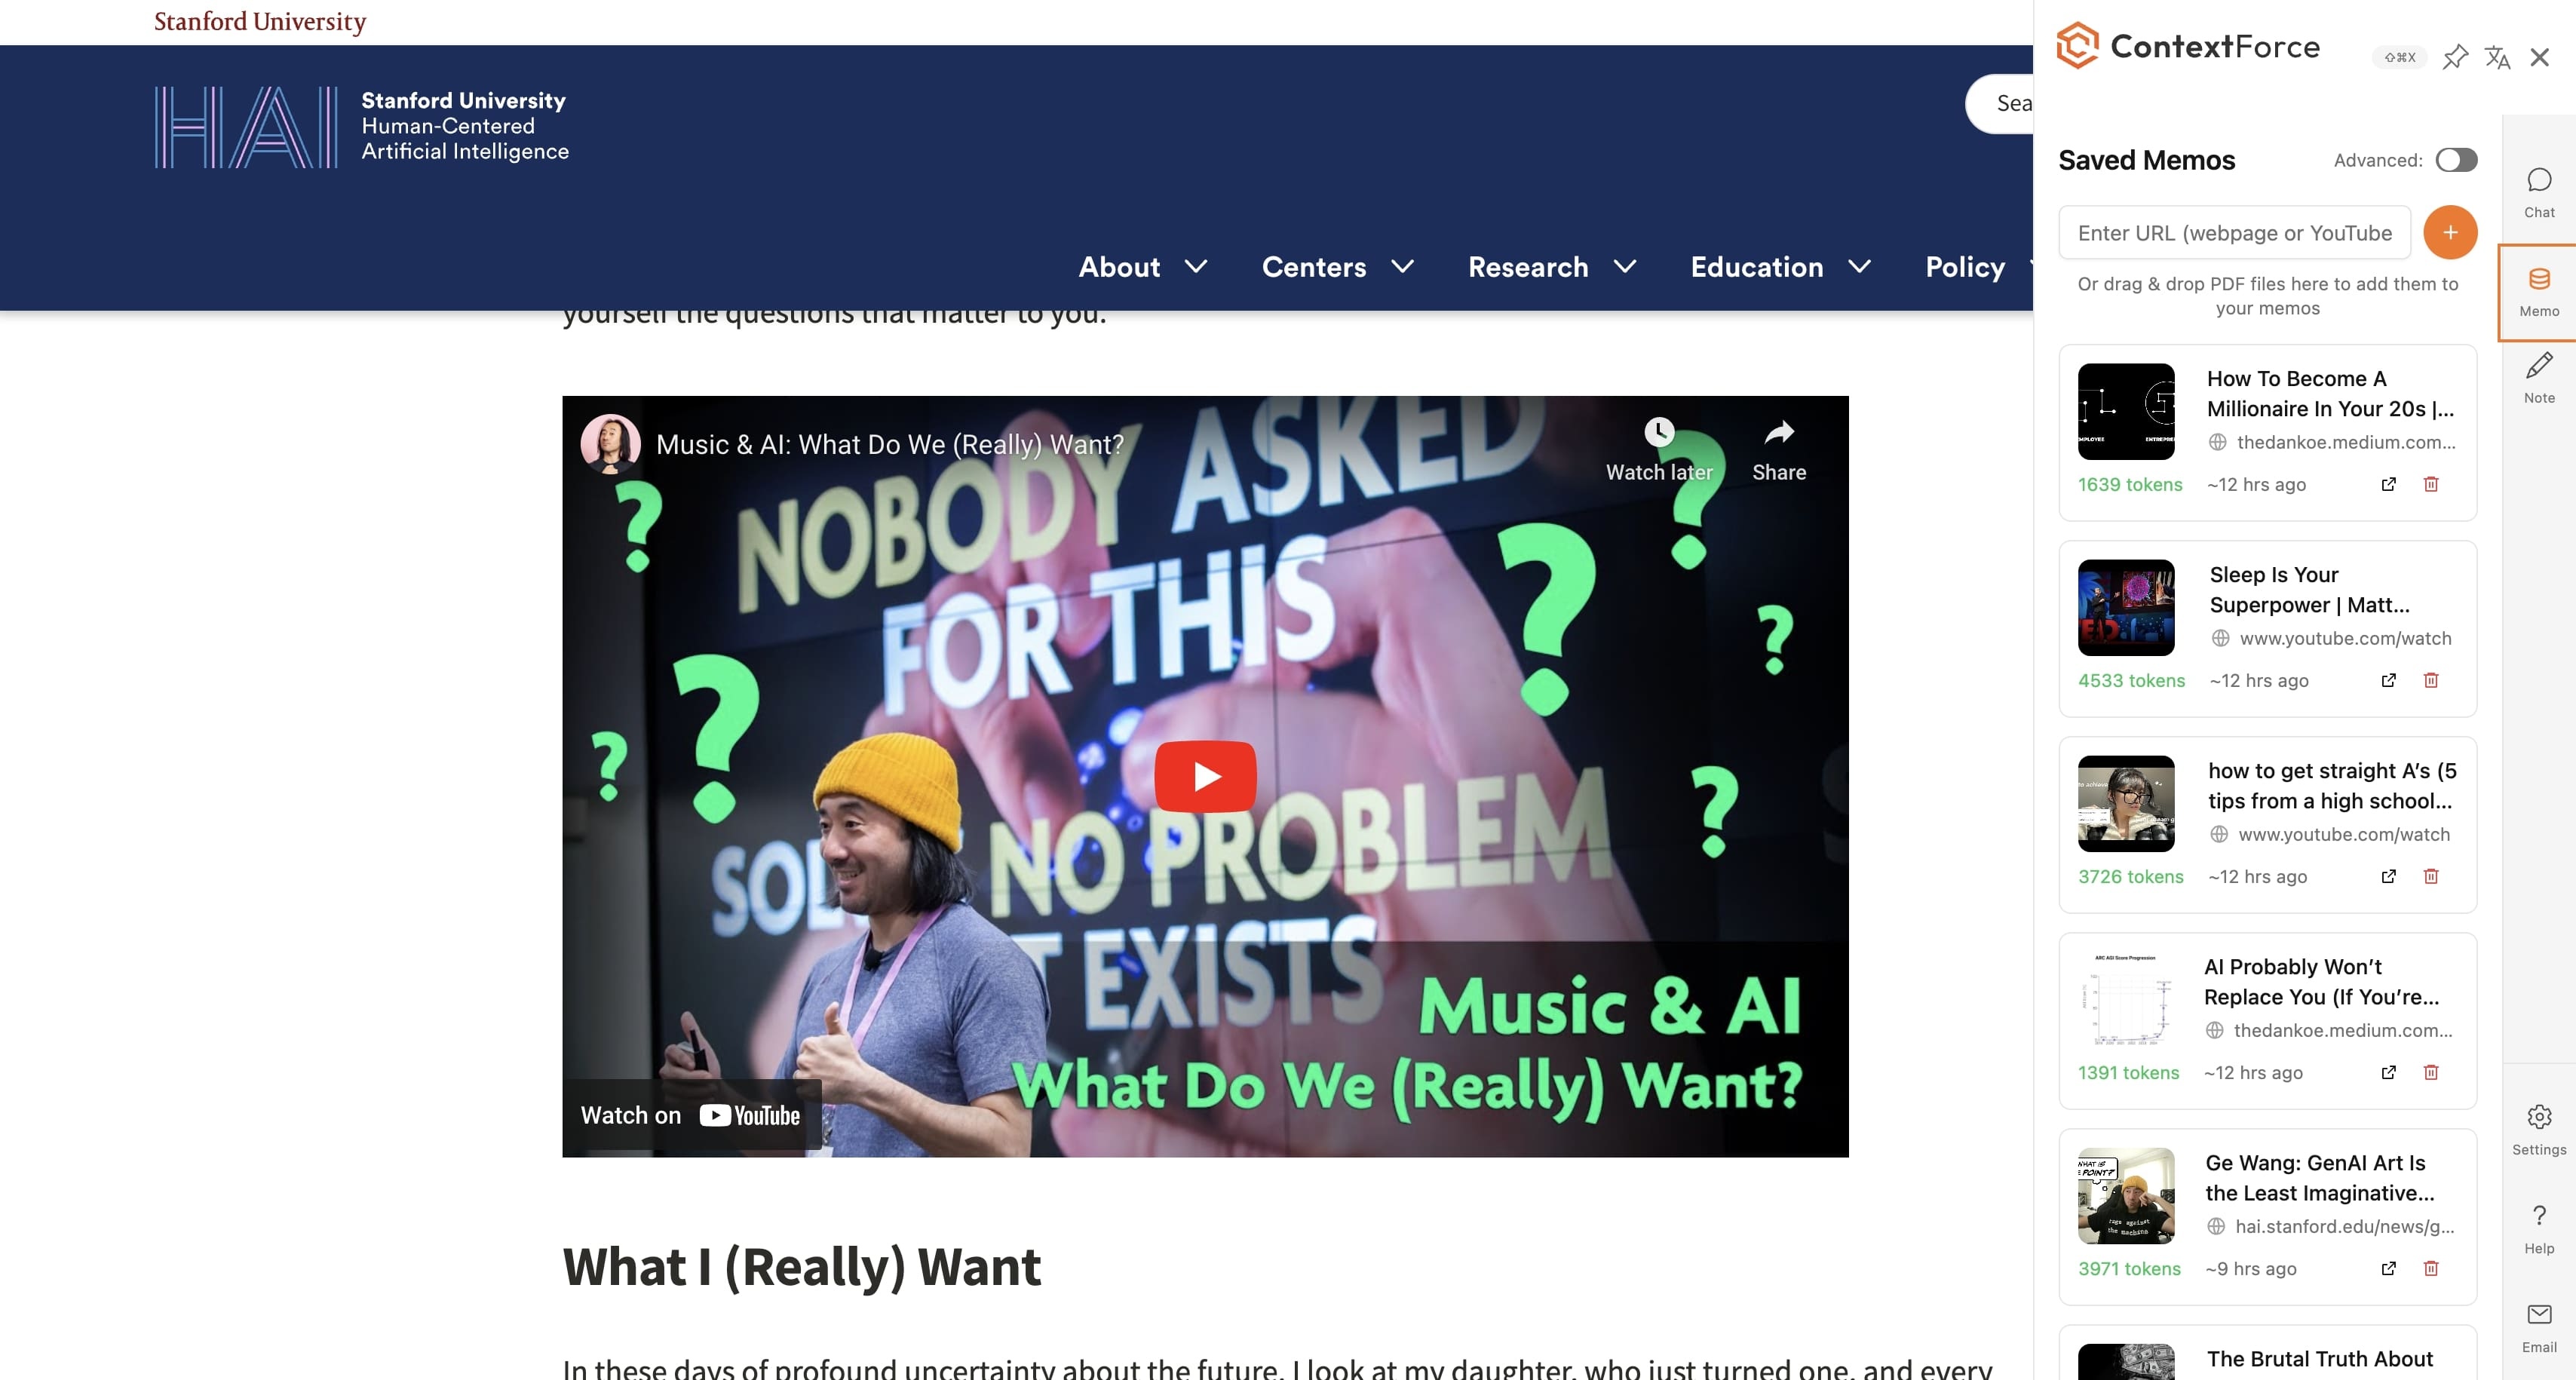 Stanford University
HAI
Stanford University
Human-Centered
Artificial Intelligence
Sea
About
Centers
Research
Education
Policy
yourself the questions that matter to you.
Music & AI: What Do We (Really) Want?
Watch later
Share
NOBODY ASKED
FOR THIS
NO PROBLEM
EXISTS
Music & AI
What Do We (Really) Want?
Watch on YouTube
What I (Really) Want
In these days of profound uncertainty about the future, I look at my daughter, who just turned one, and every
ContextForce
⇧⌘X
Saved Memos
Advanced:
Enter URL (webpage or YouTube
+
Or drag & drop PDF files here to add them to
your memos
How To Become A
Millionaire In Your 20s |...
thedankoe.medium.com...
1639 tokens ~12 hrs ago
Sleep Is Your
Superpower | Matt...
www.youtube.com/watch
4533 tokens ~12 hrs ago
how to get straight A's (5
tips from a high school...
www.youtube.com/watch
3726 tokens ~12 hrs ago
ARC AGI Score Progression
AI Probably Won't
Replace You (If You're...
thedankoe.medium.com...
1391 tokens ~12 hrs ago
rage against
the machine
Ge Wang: GenAI Art Is
the Least Imaginative...
hai.stanford.edu/news/g...
3971 tokens ~9 hrs ago
The Brutal Truth About
Chat
Memo
Note
Settings
Help
Email